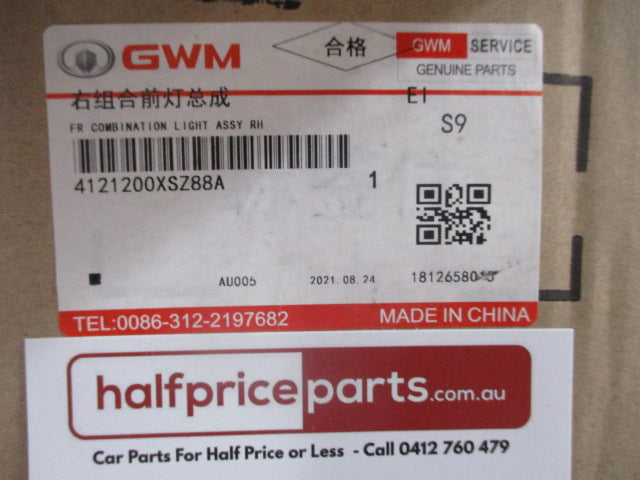 GWM 合格 GWM SERVICE
GENUINE PARTS
右组合前灯总成 EI
FR COMBINATION LIGHT ASSY RH S9
4121200XSZ88A 1
AU005 2021.08.24 1812658015
TEL:0086-312-2197682 MADE IN CHINA
halfpriceparts.com.au
Car Parts For Half Price or Less - Call 0412 760 479